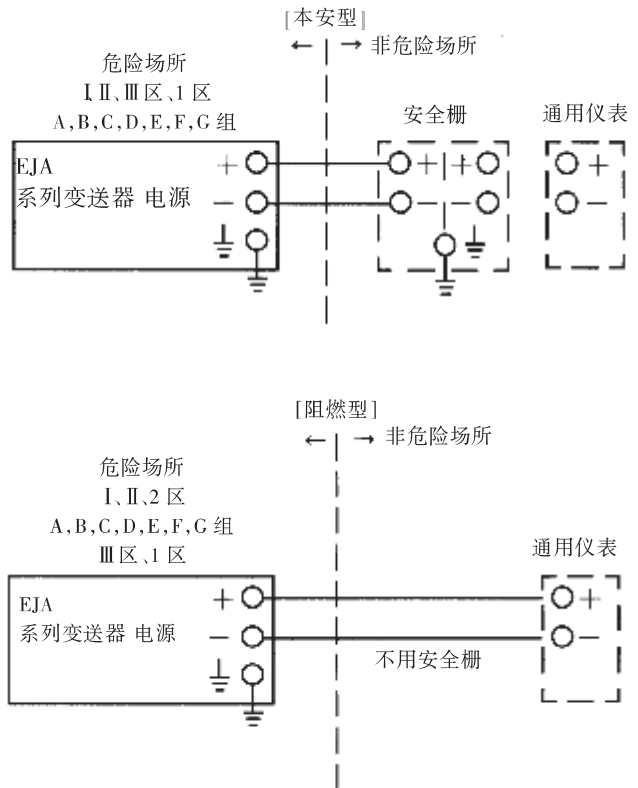 [本安型]
非危险场所
危险场所
Ⅰ、Ⅱ、Ⅲ区、1区
A,B,C,D,E,F,G 组
安全栅
通用仪表
EJA
系列变送器 电源
+
−
+
+
−
−
+
−
[阻燃型]
非危险场所
危险场所
Ⅰ、Ⅱ、2区
A,B,C,D,E,F,G 组
Ⅲ区、1区
通用仪表
EJA
系列变送器 电源
+
−
+
−
不用安全栅